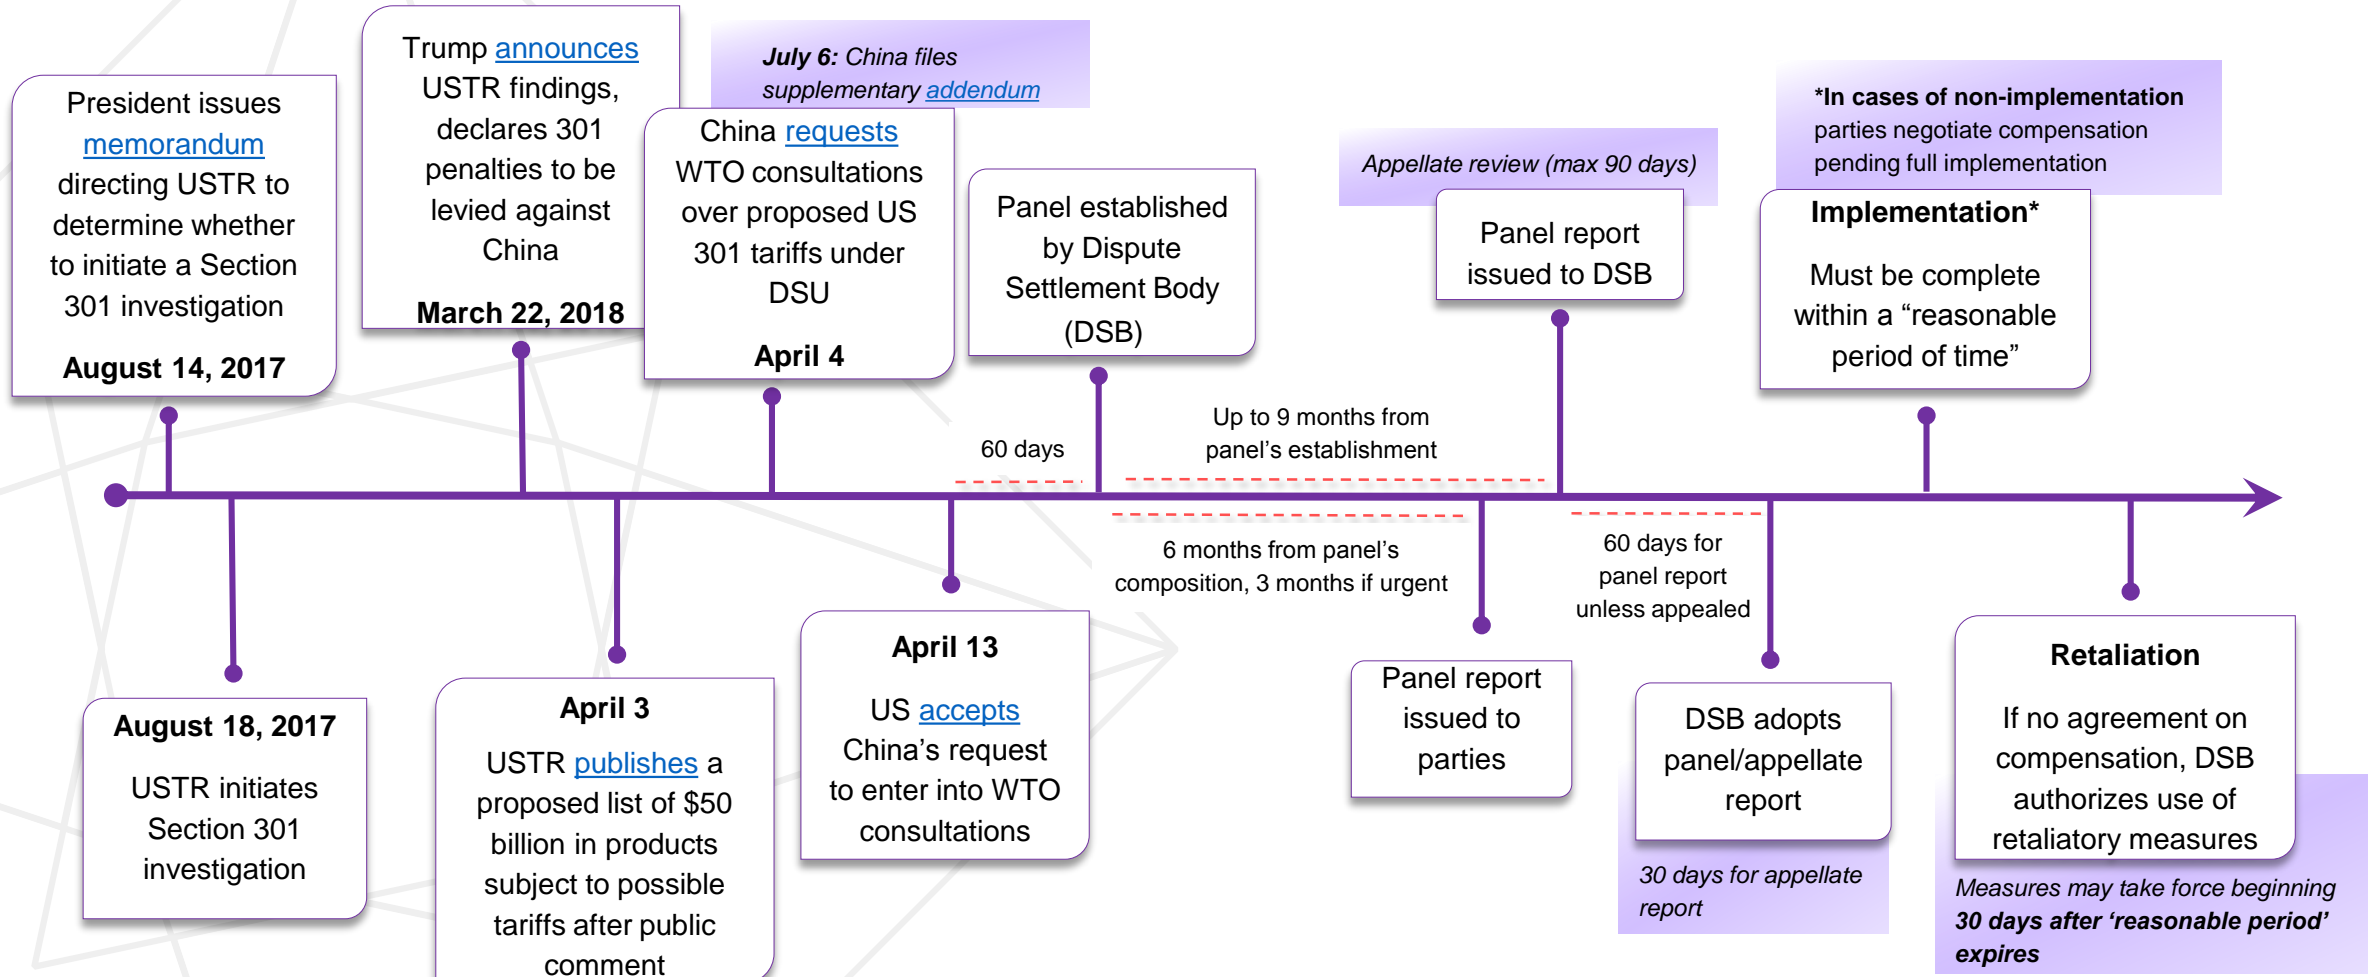 President issues
memorandum
directing USTR to
determine whether
to initiate a Section
301 investigation
August 14, 2017
Trump announces
USTR findings,
declares 301
penalties to be
levied against
China
March 22, 2018
July 6: China files
supplementary addendum
China requests
WTO consultations
over proposed US
301 tariffs under
DSU
April 4
Panel established
by Dispute
Settlement Body
(DSB)
Appellate review (max 90 days)
Panel report
issued to DSB
*In cases of non-implementation
parties negotiate compensation
pending full implementation
Implementation*
Must be complete
within a “reasonable
period of time”
60 days
Up to 9 months from
panel’s establishment
6 months from panel’s
composition, 3 months if urgent
60 days for
panel report
unless appealed
August 18, 2017
USTR initiates
Section 301
investigation
April 3
USTR publishes a
proposed list of $50
billion in products
subject to possible
tariffs after public
comment
April 13
US accepts
China’s request
to enter into WTO
consultations
Panel report
issued to
parties
DSB adopts
panel/appellate
report
30 days for appellate
report
Retaliation
If no agreement on
compensation, DSB
authorizes use of
retaliatory measures
Measures may take force beginning
30 days after ‘reasonable period’
expires